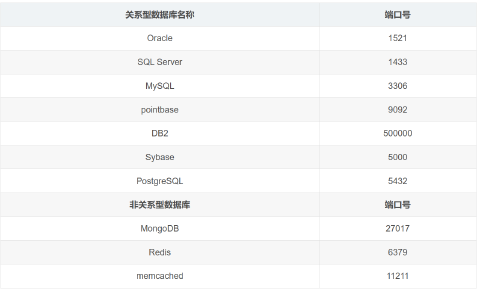 关系型数据库名称 端口号
Oracle 1521
SQL Server 1433
MySQL 3306
pointbase 9092
DB2 500000
Sybase 5000
PostgreSQL 5432
非关系型数据库 端口号
MongoDB 27017
Redis 6379
memcached 11211